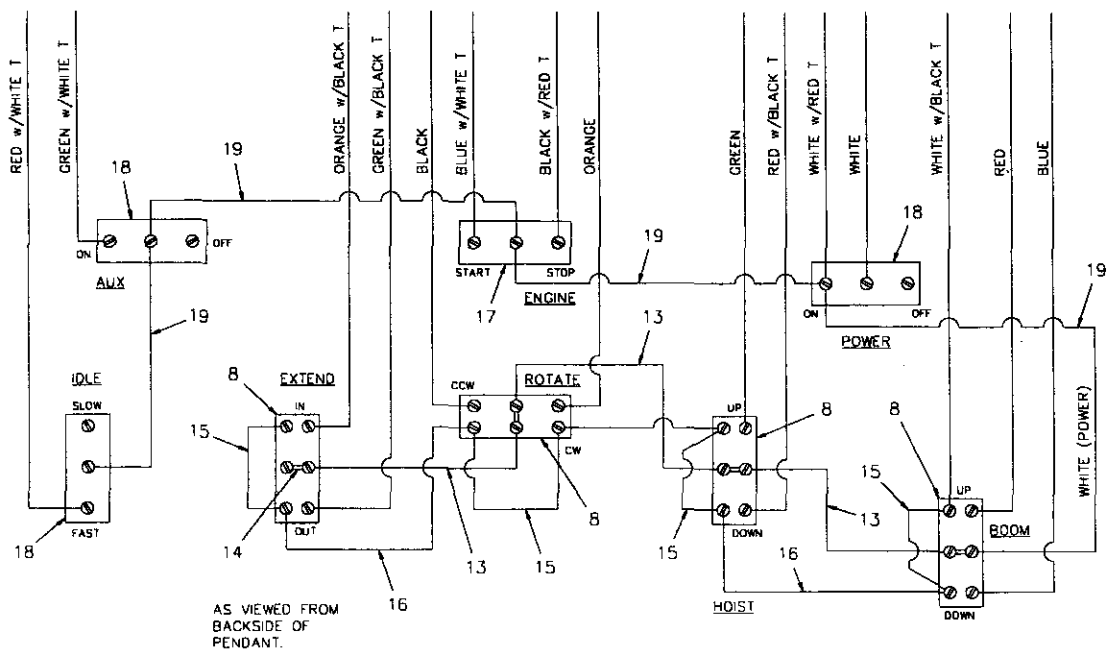 RED w/WHITE T
GREEN w/WHITE T
ORANGE w/BLACK T
GREEN w/BLACK T
BLACK
BLUE w/WHITE T
BLACK w/RED T
ORANGE
GREEN
RED w/BLACK T
WHITE w/RED T
WHITE
WHITE w/BLACK T
RED
BLUE
18
19
ON
OFF
AUX
START
STOP
17
ENGINE
19
18
ON
OFF
POWER
19
19
13
IDLE
SLOW
FAST
18
8
EXTEND
IN
15
OUT
14
16
13
CCW
ROTATE
CW
8
15
UP
8
15
DOWN
HOIST
13
16
8
UP
15
BOOM
DOWN
WHITE (POWER)
AS VIEWED FROM
BACKSIDE OF
PENDANT.